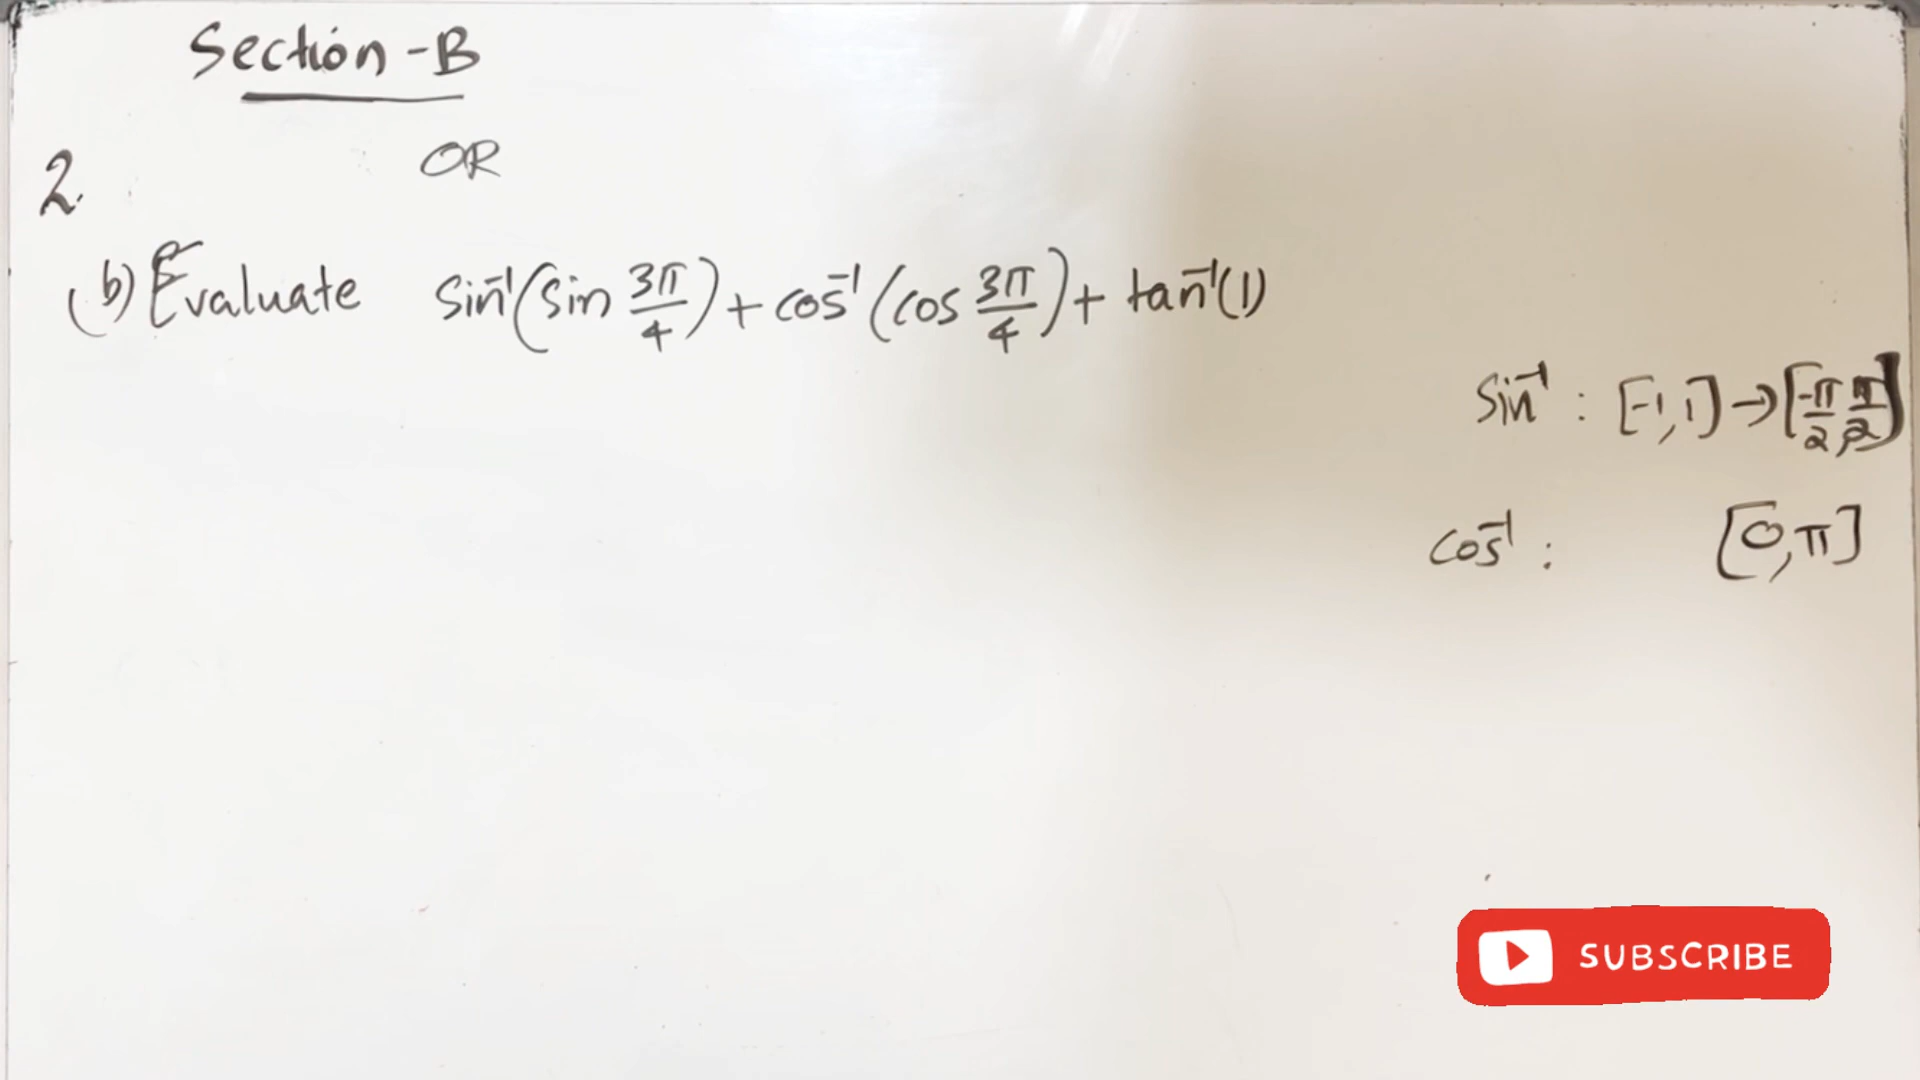 Section-B
OR
2.
(b) Evaluate sin⁻¹(sin 3π/4) + cos⁻¹(cos 3π/4) + tan⁻¹(1)
sin⁻¹ : [-1,1] → [-π/2, π/2]
cos⁻¹ : [0,π]
SUBSCRIBE